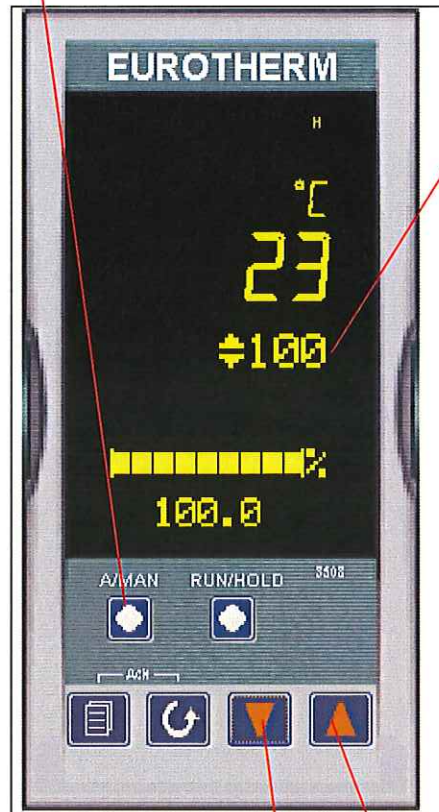 EUROTHERM
H
°C
23
100
%
100.0
A/MAN RUN/HOLD 3508
ACK